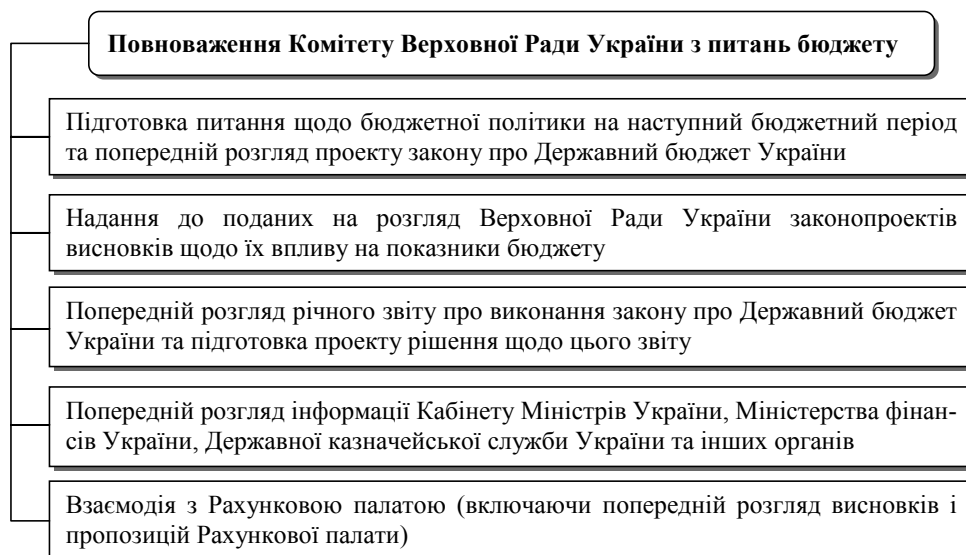 Повноваження Комітету Верховної Ради України з питань бюджету
Підготовка питання щодо бюджетної політики на наступний бюджетний період
та попередній розгляд проекту закону про Державний бюджет України
Надання до поданих на розгляд Верховної Ради України законопроектів
висновків щодо їх впливу на показники бюджету
Попередній розгляд річного звіту про виконання закону про Державний бюджет
України та підготовка проекту рішення щодо цього звіту
Попередній розгляд інформації Кабінету Міністрів України, Міністерства фінан-
сів України, Державної казначейської служби України та інших органів
Взаємодія з Рахунковою палатою (включаючи попередній розгляд висновків і
пропозицій Рахункової палати)